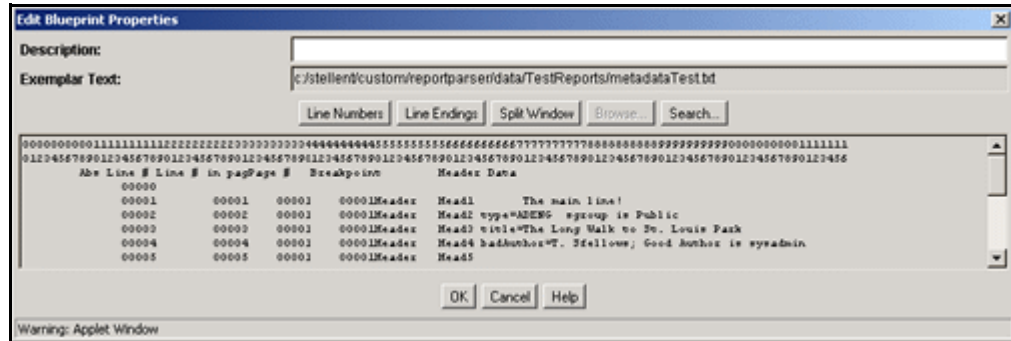 Edit Blueprint Properties
Description:
Exemplar Text: c:/stellent/custom/reportparser/data/TestReports/metadataTest.txt
Line Numbers Line Endings Split Window Browse... Search...
000000000011111111112222222222333333333344444444445555555555666666666677777777778888888888999999999900000000001111111
012345678901234567890123456789012345678901234567890123456789012345678901234567890123456789012345678901234567890123456
Abs Line # Line # in pagPage # Breakpoint Header Data
00000
00001 00001 00001 00001Header Head1 The main line!
00002 00002 00001 00001Header Head2 type=ADENG sgroup is Public
00003 00003 00001 00001Header Head3 title=The Long Walk to St. Louis Park
00004 00004 00001 00001Header Head4 badAuthor=T. Sfellows; Good Author is sysadmin
00005 00005 00001 00001Header Head5
OK Cancel Help
Warning: Applet Window